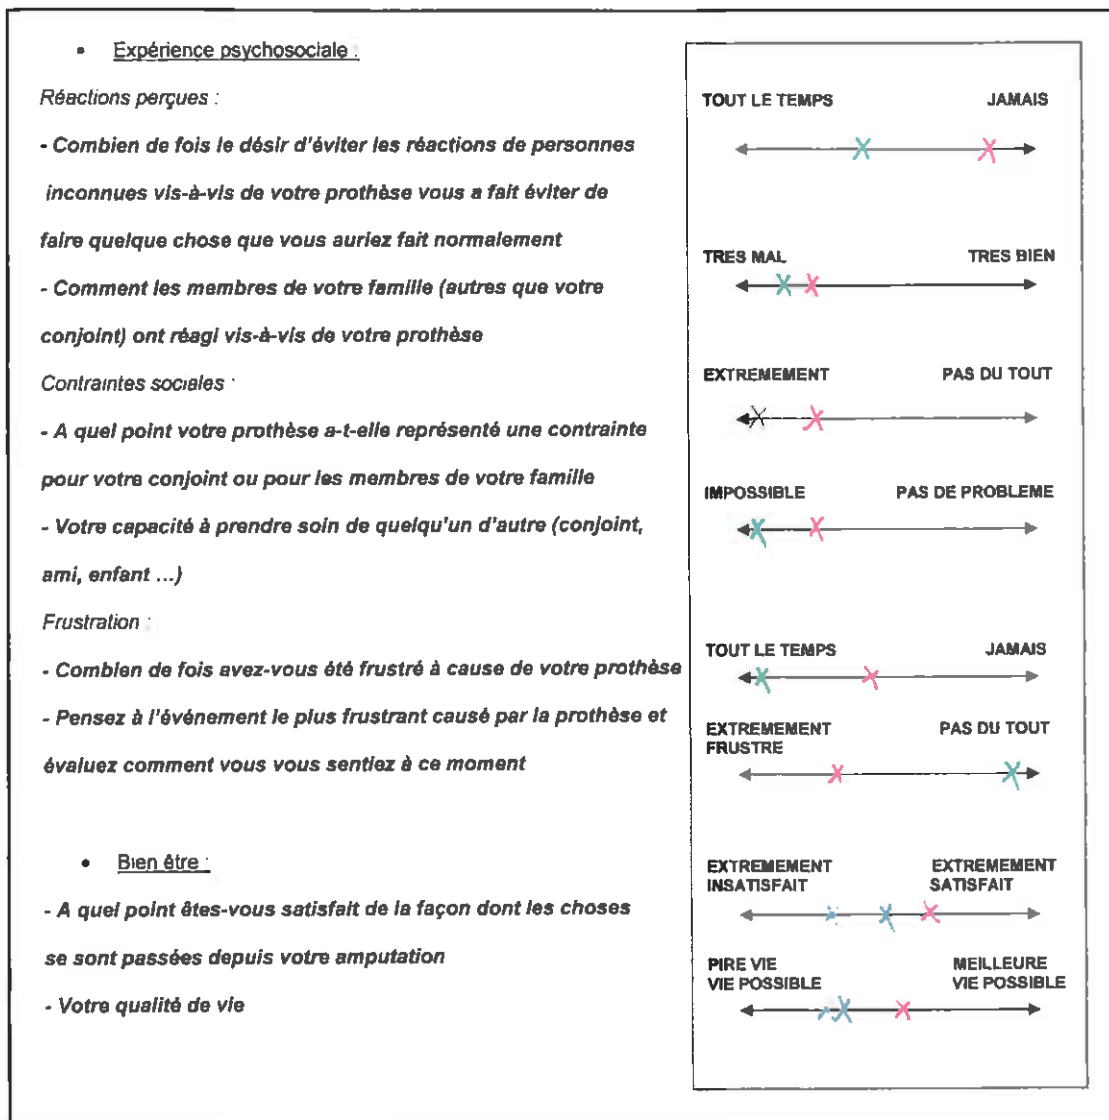 • Expérience psychosociale :
Réactions perçues :
- Combien de fois le désir d'éviter les réactions de personnes
inconnues vis-à-vis de votre prothèse vous a fait éviter de
faire quelque chose que vous auriez fait normalement
- Comment les membres de votre famille (autres que votre
conjoint) ont réagi vis-à-vis de votre prothèse
Contraintes sociales :
- A quel point votre prothèse a-t-elle représenté une contrainte
pour votre conjoint ou pour les membres de votre famille
- Votre capacité à prendre soin de quelqu'un d'autre (conjoint,
ami, enfant ...)
Frustration :
- Combien de fois avez-vous été frustré à cause de votre prothèse
- Pensez à l'événement le plus frustrant causé par la prothèse et
évaluez comment vous vous sentiez à ce moment
• Bien être :
- A quel point êtes-vous satisfait de la façon dont les choses
se sont passées depuis votre amputation
- Votre qualité de vie
TOUT LE TEMPS JAMAIS
TRES MAL TRES BIEN
EXTREMEMENT PAS DU TOUT
IMPOSSIBLE PAS DE PROBLEME
TOUT LE TEMPS JAMAIS
EXTREMEMENT PAS DU TOUT
FRUSTRE
EXTREMEMENT EXTREMEMENT
INSATISFAIT SATISFAIT
PIRE VIE MEILLEURE
VIE POSSIBLE VIE POSSIBLE